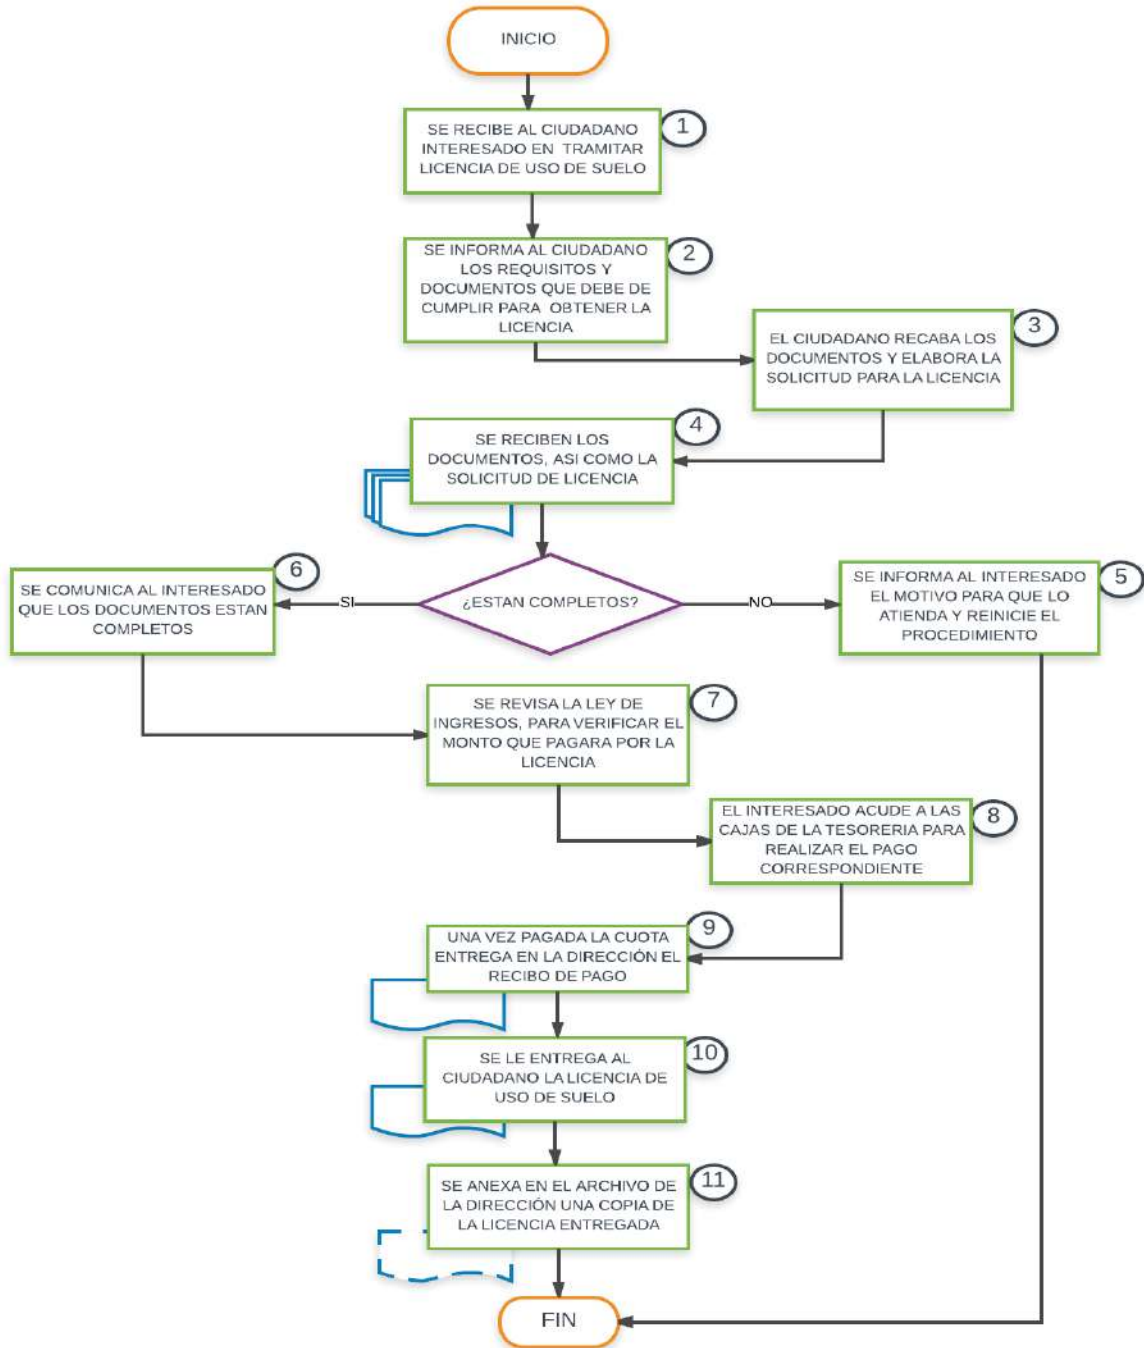 INICIO
1
SE RECIBE AL CIUDADANO
INTERESADO EN TRAMITAR
LICENCIA DE USO DE SUELO
2
SE INFORMA AL CIUDADANO
LOS REQUISITOS Y
DOCUMENTOS QUE DEBE DE
CUMPLIR PARA OBTENER LA
LICENCIA
3
EL CIUDADANO RECABA LOS
DOCUMENTOS Y ELABORA LA
SOLICITUD PARA LA LICENCIA
4
SE RECIBEN LOS
DOCUMENTOS, ASI COMO LA
SOLICITUD DE LICENCIA
¿ESTAN COMPLETOS?
SI
NO
6
SE COMUNICA AL INTERESADO
QUE LOS DOCUMENTOS ESTAN
COMPLETOS
5
SE INFORMA AL INTERESADO
EL MOTIVO PARA QUE LO
ATIENDA Y REINICIE EL
PROCEDIMIENTO
7
SE REVISA LA LEY DE
INGRESOS, PARA VERIFICAR EL
MONTO QUE PAGARA POR LA
LICENCIA
8
EL INTERESADO ACUDE A LAS
CAJAS DE LA TESORERIA PARA
REALIZAR EL PAGO
CORRESPONDIENTE
9
UNA VEZ PAGADA LA CUOTA
ENTREGA EN LA DIRECCIÓN EL
RECIBO DE PAGO
10
SE LE ENTREGA AL
CIUDADANO LA LICENCIA DE
USO DE SUELO
11
SE ANEXA EN EL ARCHIVO DE
LA DIRECCIÓN UNA COPIA DE
LA LICENCIA ENTREGADA
FIN